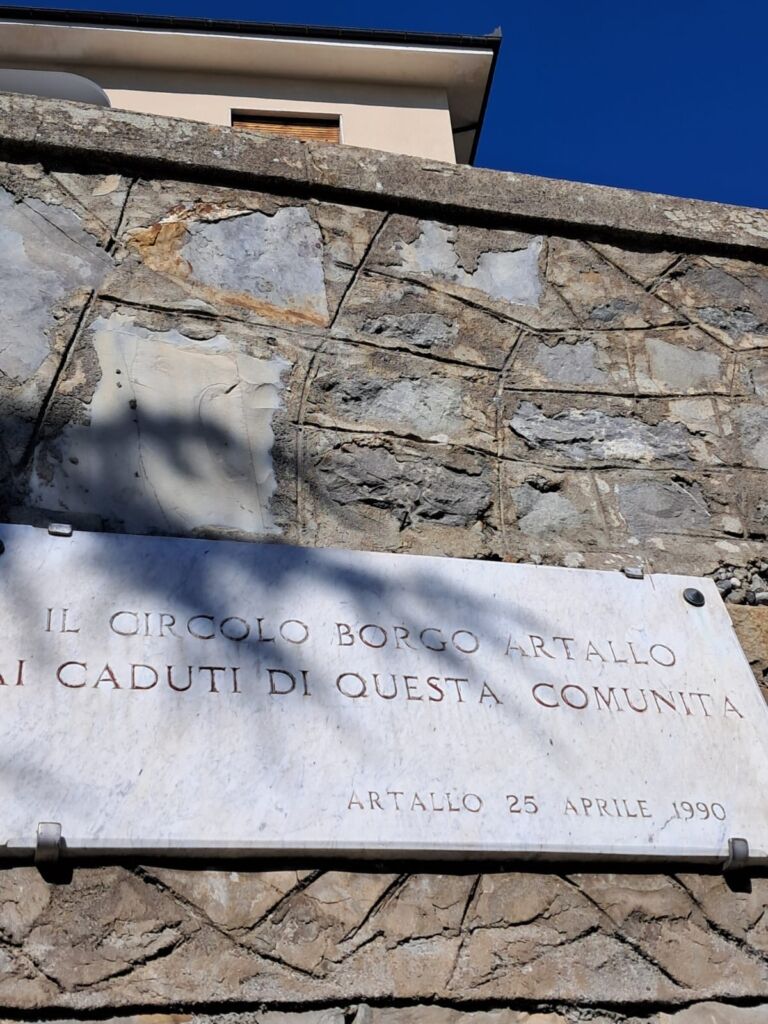 IL CIRCOLO BORGO ARTALLO
AI CADUTI DI QUESTA COMUNITA
ARTALLO 25 APRILE 1990